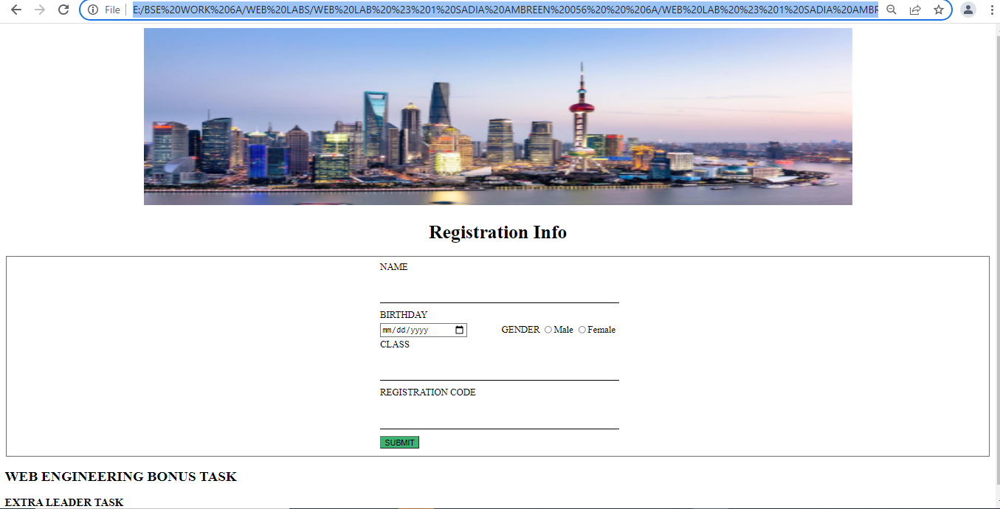 File E:/BSE%20WORK%206A/WEB%20LABS/WEB%20LAB%20%23%201%20SADIA%20AMBREEN%20056%20%20%206A/WEB%20LAB%20%23%201%20SADIA%20AMBR
Registration Info
NAME
BIRTHDAY
mm/dd/yyyy GENDER Male Female
CLASS
REGISTRATION CODE
SUBMIT
WEB ENGINEERING BONUS TASK
EXTRA LEADER TASK